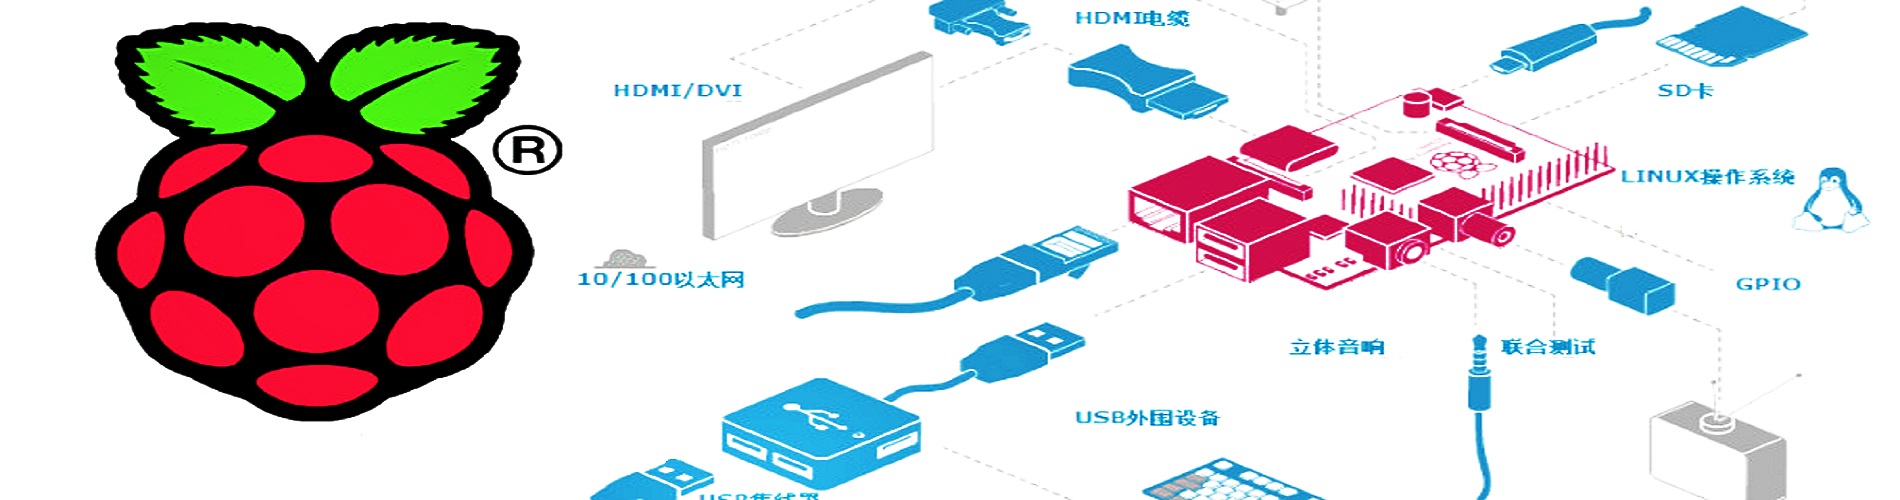 ®
HDMI电缆
HDMI/DVI
SD卡
LINUX操作系统
10/100以太网
GPIO
立体音响
联合测试
USB外围设备
USB集线器